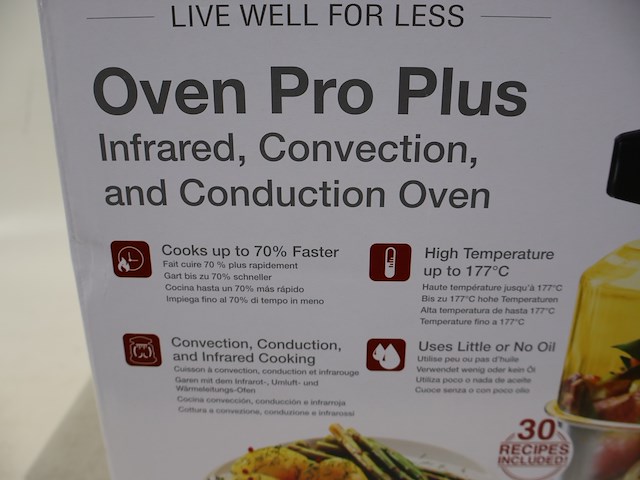 LIVE WELL FOR LESS
Oven Pro Plus
Infrared, Convection,
and Conduction Oven
Cooks up to 70% Faster
Fait cuire 70 % plus rapidement
Gart bis zu 70% schneller
Cocina hasta un 70% más rápido
Impiega fino al 70% di tempo in meno
High Temperature
up to 177°C
Haute température jusqu'à 177°C
Bis zu 177°C hohe Temperaturen
Alta temperatura de hasta 177°C
Temperature fino a 177°C
Convection, Conduction,
and Infrared Cooking
Cuisson à convection, conduction et infrarouge
Garen mit dem Infrarot-, Umluft- und
Wärmeleitungs-Ofen
Cocina convección, conducción e infrarroja
Cottura a convezione, conduzione e infrarossi
Uses Little or No Oil
Utilise peu ou pas d'huile
Verwendet wenig oder kein Öl
Utiliza poco o nada de aceite
Cuoce senza o con poco olio
30
RECIPES
INCLUDED!